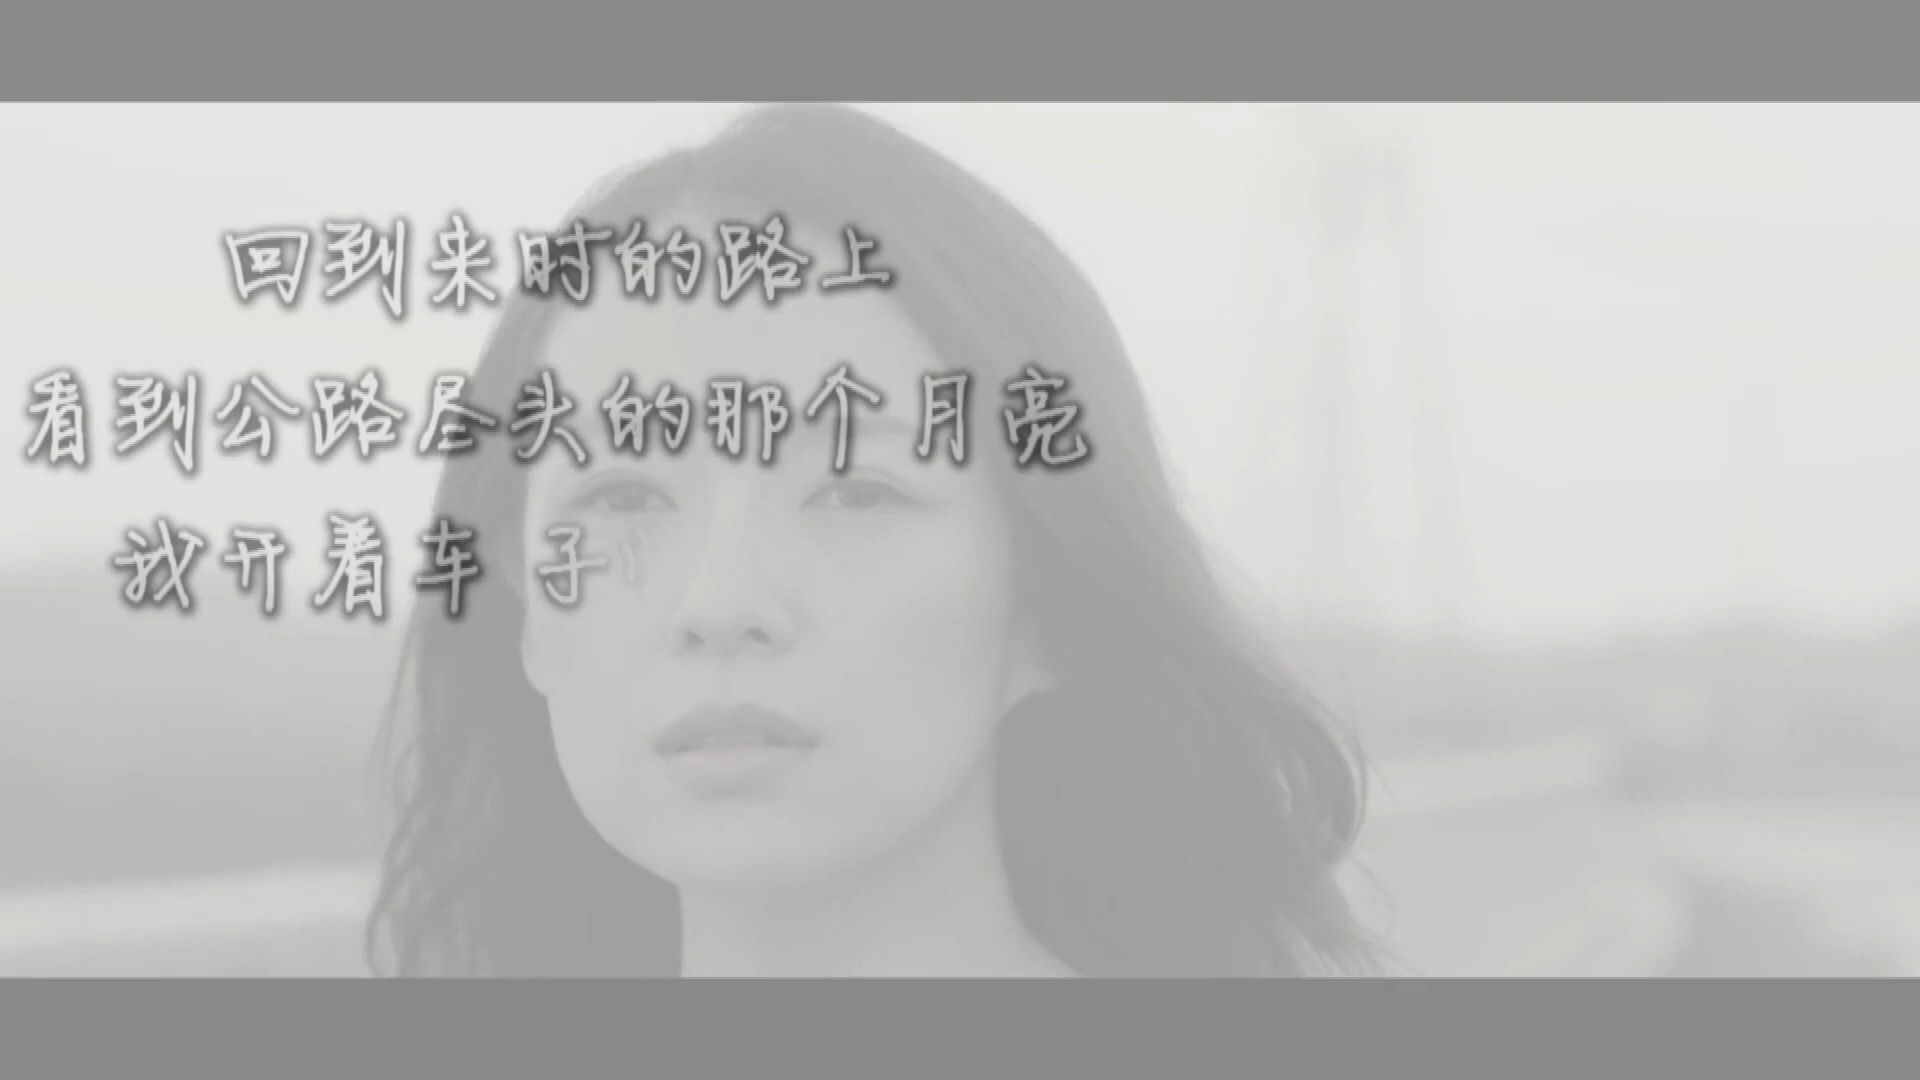 回到来时的路上
看到公路尽头的那个月亮
我开着车 子